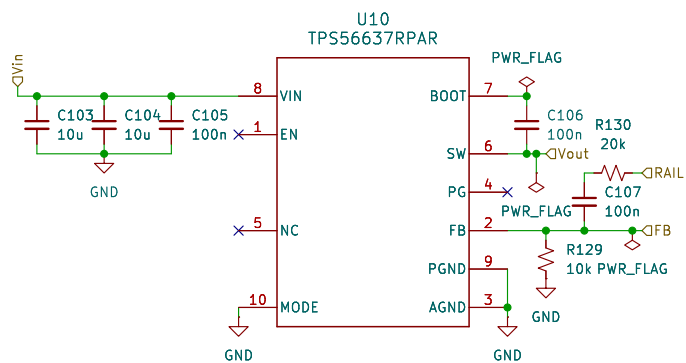 U10
TPS56637RPAR
Vin
PWR_FLAG
8 VIN
BOOT 7
C103
10u
C104
10u
C105
100n
C106
100n
1 EN
R130
20k
SW 6
Vout
PG 4
RAIL
C107
100n
GND
PWR_FLAG
5 NC
FB 2
FB
R129
10k
PWR_FLAG
PGND 9
10 MODE
AGND 3
GND
GND
GND